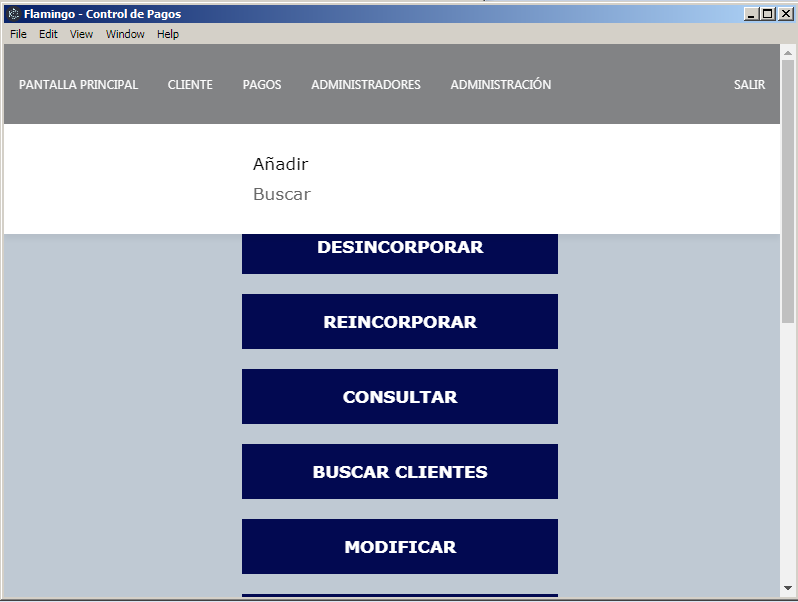 Flamingo - Control de Pagos
File Edit View Window Help
PANTALLA PRINCIPAL CLIENTE PAGOS ADMINISTRADORES ADMINISTRACIÓN SALIR
Añadir
Buscar
DESINCORPORAR
REINCORPORAR
CONSULTAR
BUSCAR CLIENTES
MODIFICAR